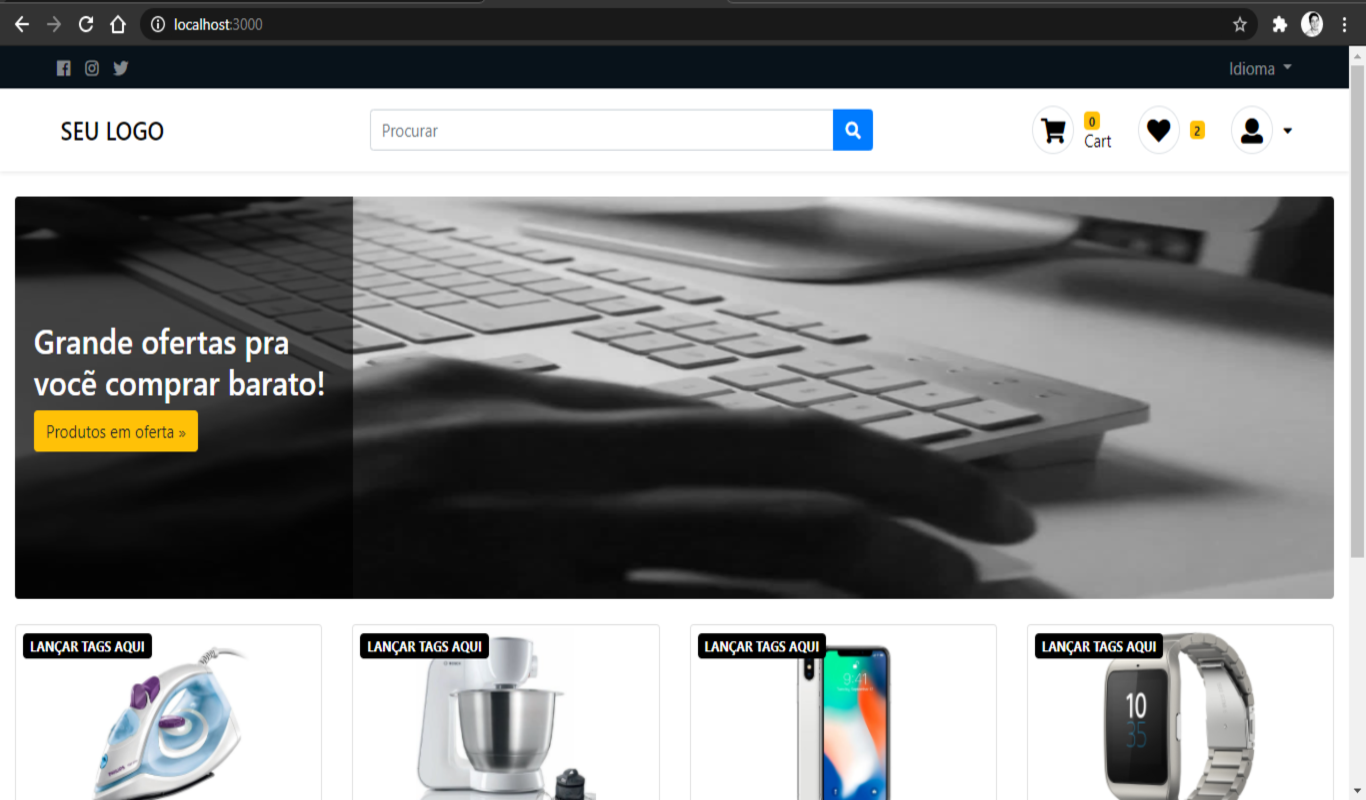 localhost:3000
Idioma
SEU LOGO
Procurar
0
Cart
2
Grande ofertas pra
você comprar barato!
Produtos em oferta »
LANÇAR TAGS AQUI
LANÇAR TAGS AQUI
LANÇAR TAGS AQUI
LANÇAR TAGS AQUI
BOSCH
9:41
10
35